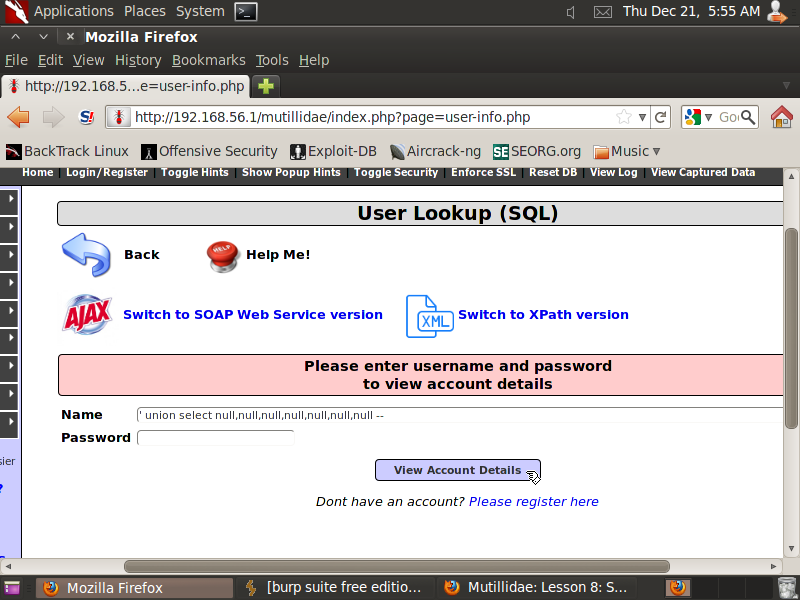 Applications Places System Thu Dec 21, 5:55 AM
Mozilla Firefox
File Edit View History Bookmarks Tools Help
http://192.168.5...e=user-info.php
S! http://192.168.56.1/mutillidae/index.php?page=user-info.php
BackTrack Linux Offensive Security Exploit-DB Aircrack-ng SE SEORG.org Music
Home | Login/Register | Toggle Hints | Show Popup Hints | Toggle Security | Enforce SSL | Reset DB | View Log | View Captured Data
User Lookup (SQL)
Back HELP Help Me!
AJAX Switch to SOAP Web Service version XML Switch to XPath version
Please enter username and password
to view account details
Name ' union select null,null,null,null,null,null,null --
Password
sier
?
View Account Details
Dont have an account? Please register here
Mozilla Firefox [burp suite free editio... Mutillidae: Lesson 8: S...